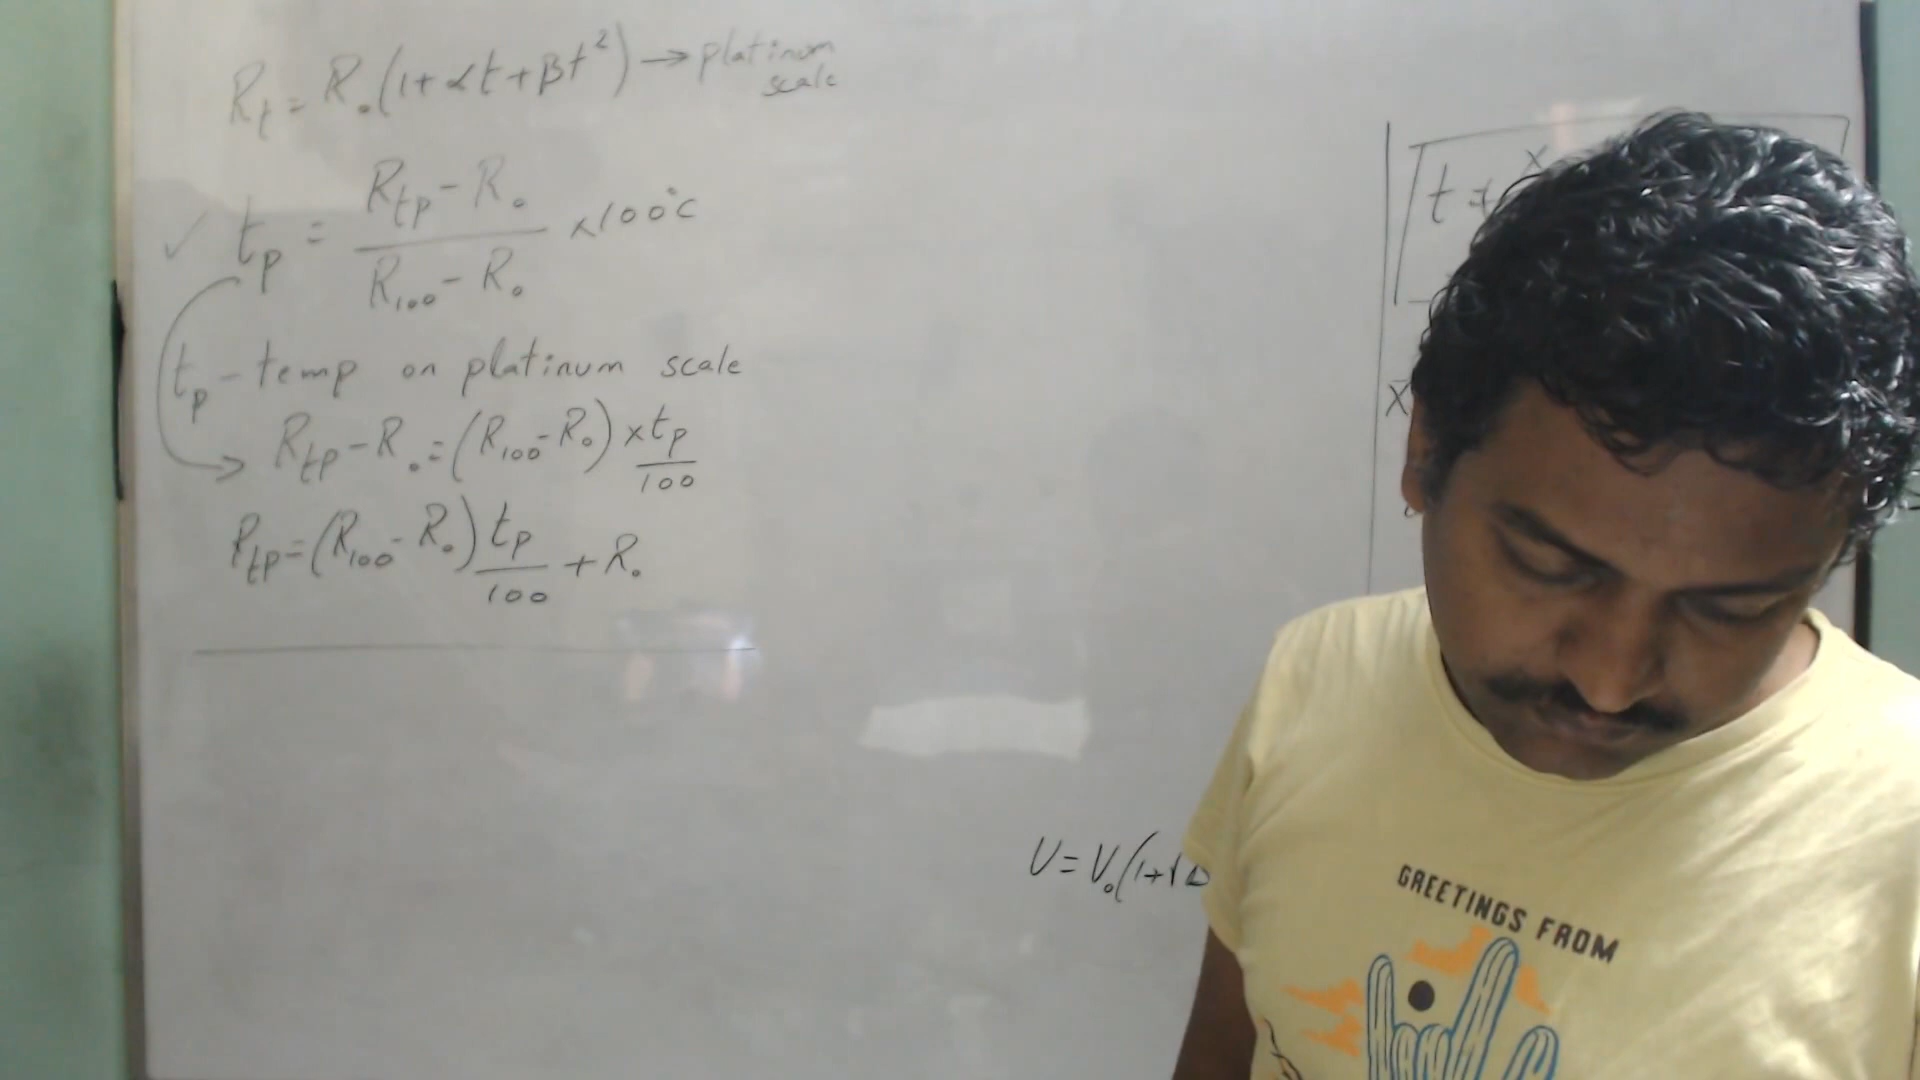 Rt = R₀(1+αt+βt²) → platinum
scale
✓ tp = (Rtp - R₀)/(R₁₀₀ - R₀) × 100°C
tp - temp on platinum scale
Rtp - R₀ = (R₁₀₀ - R₀) × tp/100
Rtp = (R₁₀₀ - R₀) tp/100 + R₀
t
x
V = V₀(1+γΔ
GREETINGS FROM